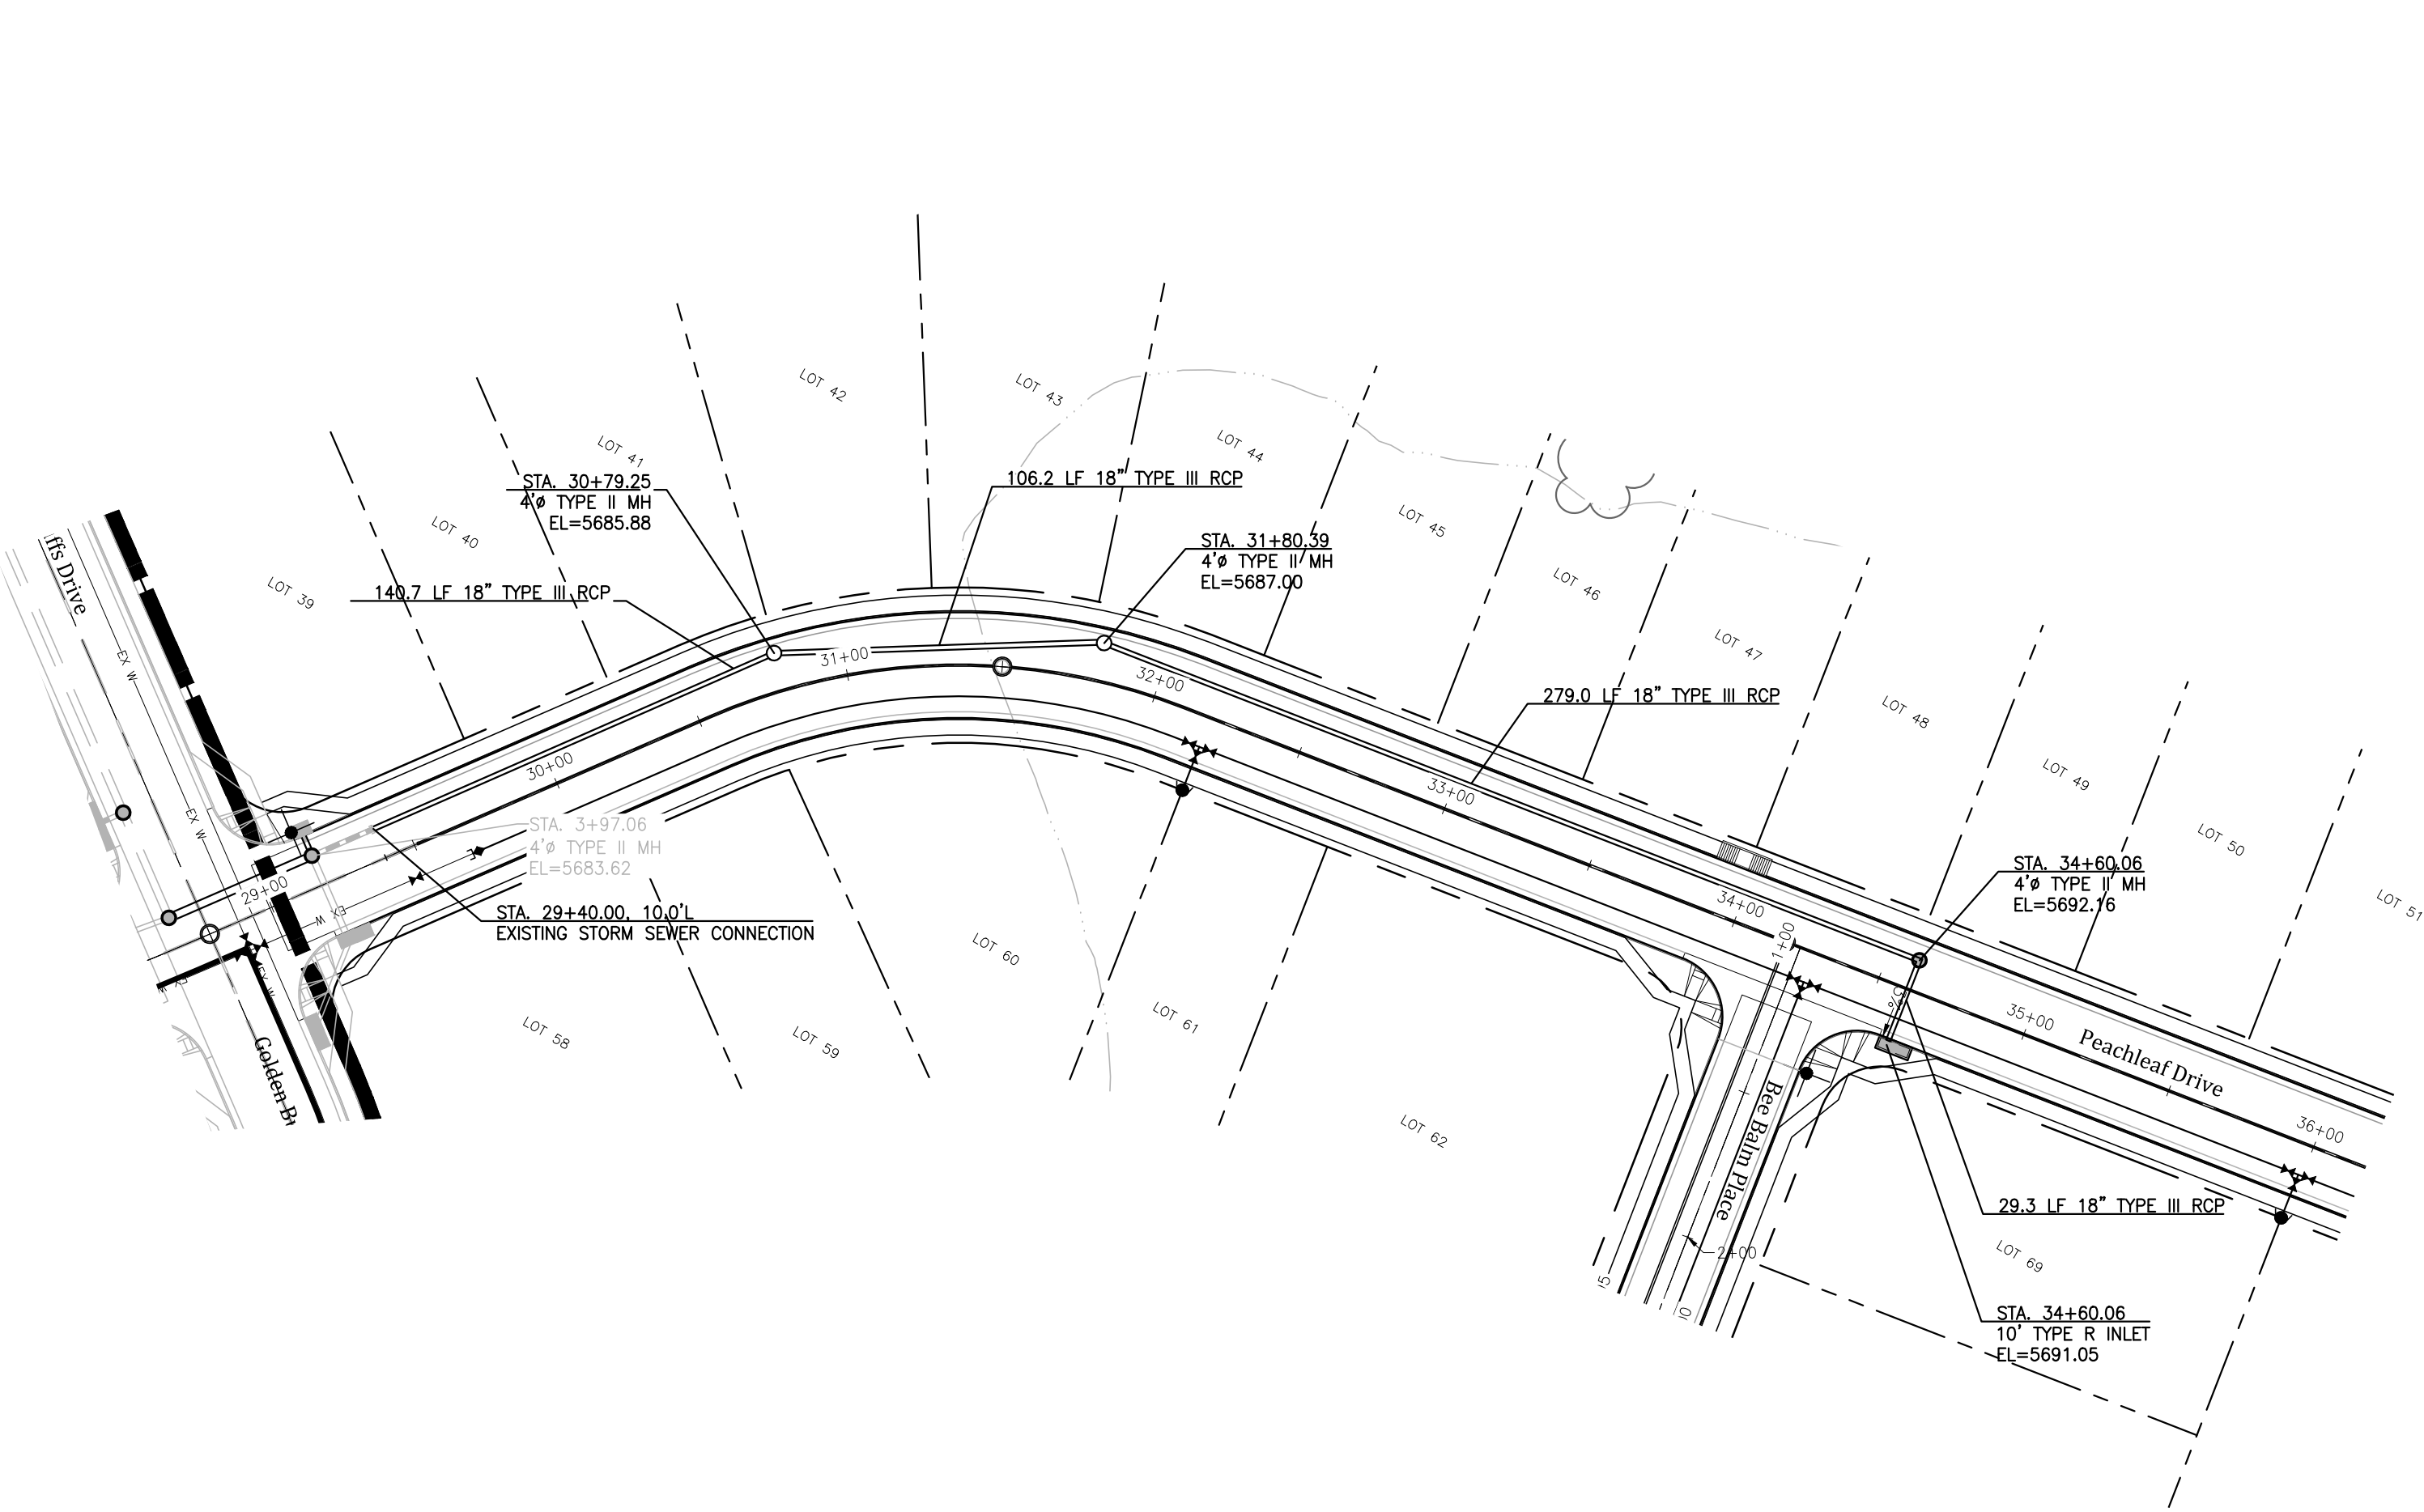 LOT 42
LOT 43
LOT 41
LOT 44
STA. 30+79.25
4'ø TYPE II MH
EL=5685.88
106.2 LF 18" TYPE III RCP
LOT 40
LOT 45
STA. 31+80.39
4'ø TYPE II MH
EL=5687.00
ffs Drive
LOT 39
140.7 LF 18" TYPE III RCP
LOT 46
LOT 47
EX W
31+00
32+00
279.0 LF 18" TYPE III RCP
LOT 48
30+00
33+00
LOT 49
EX W
STA. 3+97.06
4'ø TYPE II MH
EL=5683.62
LOT 50
STA. 34+60.06
4'ø TYPE II MH
EL=5692.16
29+00
34+00
LOT 51
EX W
STA. 29+40.00, 10.0'L
EXISTING STORM SEWER CONNECTION
1+00
LOT 60
EX W
EX W
3%
LOT 58
LOT 59
LOT 61
35+00
Peachleaf Drive
Golden B
LOT 62
Bee Balm Place
36+00
29.3 LF 18" TYPE III RCP
2+00
LOT 69
STA. 34+60.06
10' TYPE R INLET
EL=5691.05